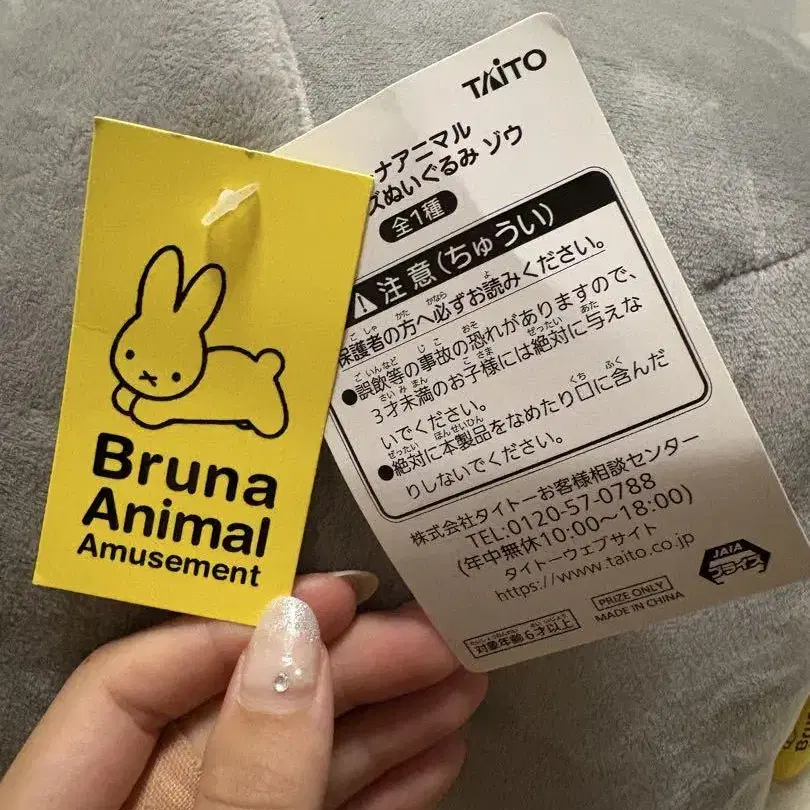 Bruna
Animal
Amusement
TAITO
ナアニマル
ズぬいぐるみ ゾウ
全1種
注意(ちゅうい)
保護者の方へ必ずお読みください。
●誤飲等の事故の恐れがありますので、
3才未満のお子様には絶対に与えな
いでください。
●絶対に本製品をなめたり口に含んだ
りしないでください。
株式会社タイトーお客様相談センター
TEL:0120-57-0788
(年中無休10:00〜18:00)
タイトーウェブサイト
https://www.taito.co.jp
JAIA
プライズ
対象年齢6才以上
PRIZE ONLY
MADE IN CHINA
Bru